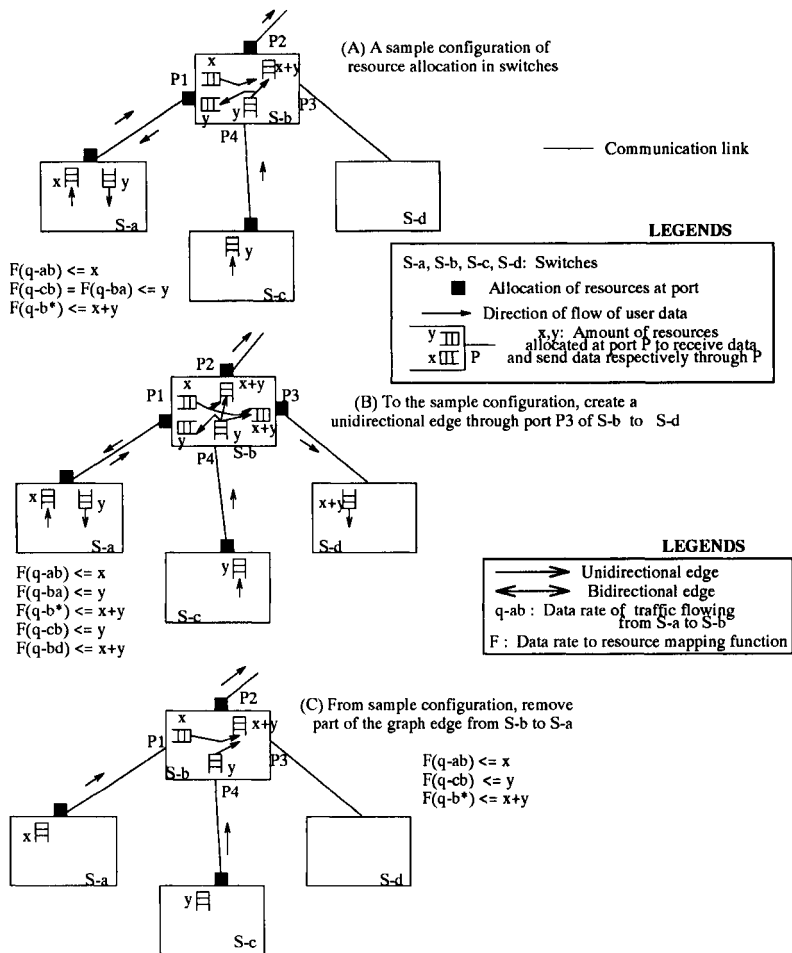 P2
(A) A sample configuration of
resource allocation in switches
x
x+y
P1
y
y
S-b
P3
P4
Communication link
x
y
S-a
S-d
y
S-c
F(q-ab) <= x
F(q-cb) = F(q-ba) <= y
F(q-b*) <= x+y
LEGENDS
S-a, S-b, S-c, S-d: Switches
Allocation of resources at port
Direction of flow of user data
x,y: Amount of resources
allocated at port P to receive data
and send data respectively through P
y
x
P
P2
x
x+y
P1
P3
y
y
x+y
S-b
P4
(B) To the sample configuration, create a
unidirectional edge through port P3 of S-b to S-d
x
y
S-a
x+y
S-d
y
S-c
F(q-ab) <= x
F(q-ba) <= y
F(q-b*) <= x+y
F(q-cb) <= y
F(q-bd) <= x+y
LEGENDS
Unidirectional edge
Bidirectional edge
q-ab : Data rate of traffic flowing
from S-a to S-b
F : Data rate to resource mapping function
P2
(C) From sample configuration, remove
part of the graph edge from S-b to S-a
x
x+y
P1
P3
S-b
y
P4
F(q-ab) <= x
F(q-cb) <= y
F(q-b*) <= x+y
x
S-a
S-d
y
S-c